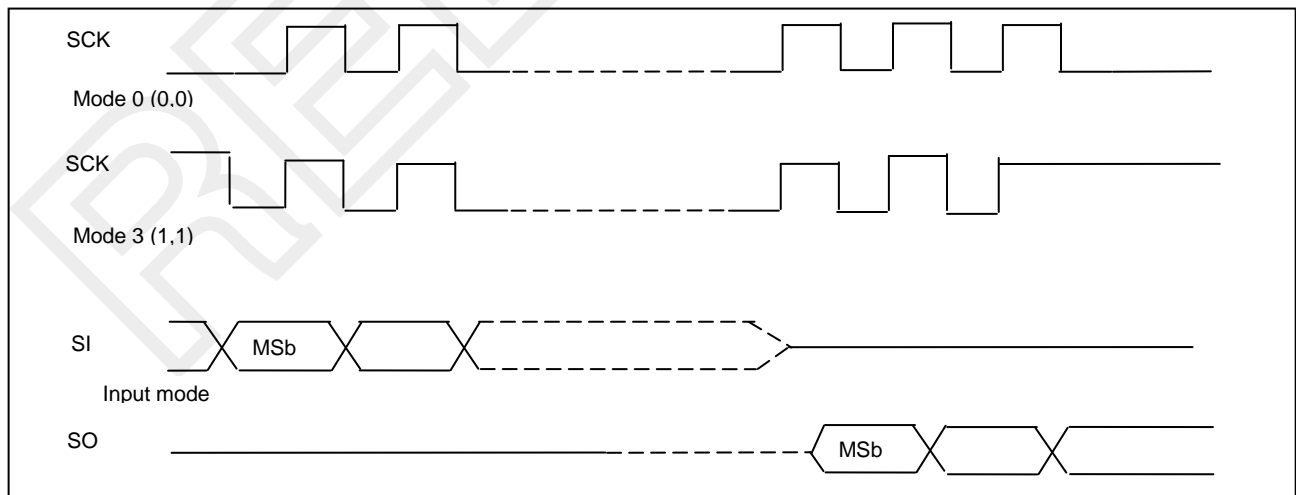 SCK
Mode 0 (0,0)
SCK
Mode 3 (1,1)
SI
MSb
Input mode
SO
MSb